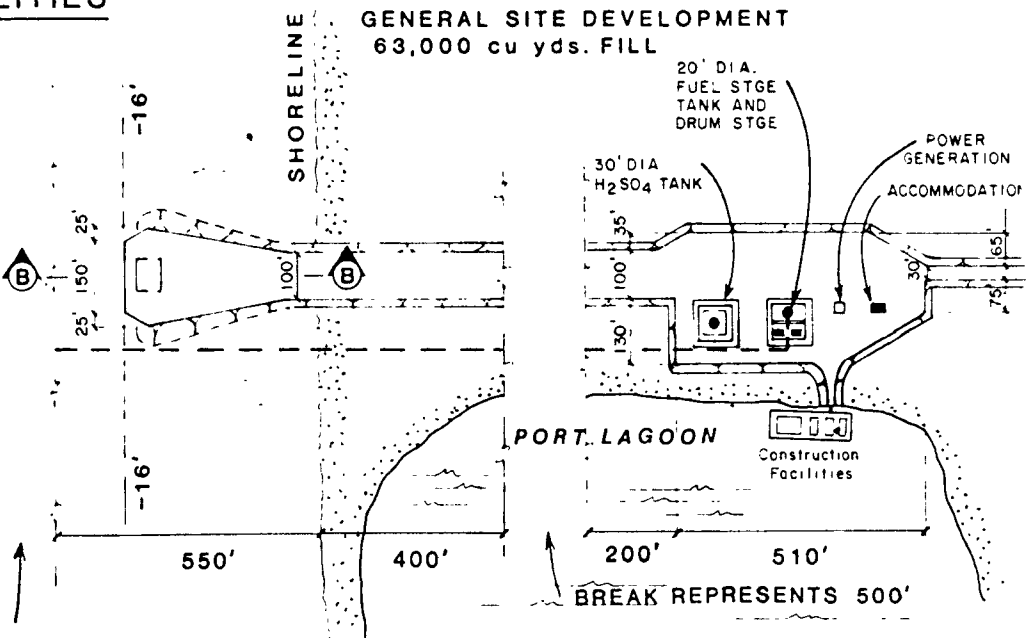 LITIES
GENERAL SITE DEVELOPMENT
63,000 cu yds. FILL
SHORELINE
-16'
20' DIA.
FUEL STGE
TANK AND
DRUM STGE
30' DIA
H₂SO₄ TANK
POWER
GENERATION
ACCOMMODATION
25'
150'
25'
B
100'
B
35'
100'
130'
30'
65'
75'
PORT LAGOON
Construction
Facilities
-16'
550'
400'
200'
510'
BREAK REPRESENTS 500'